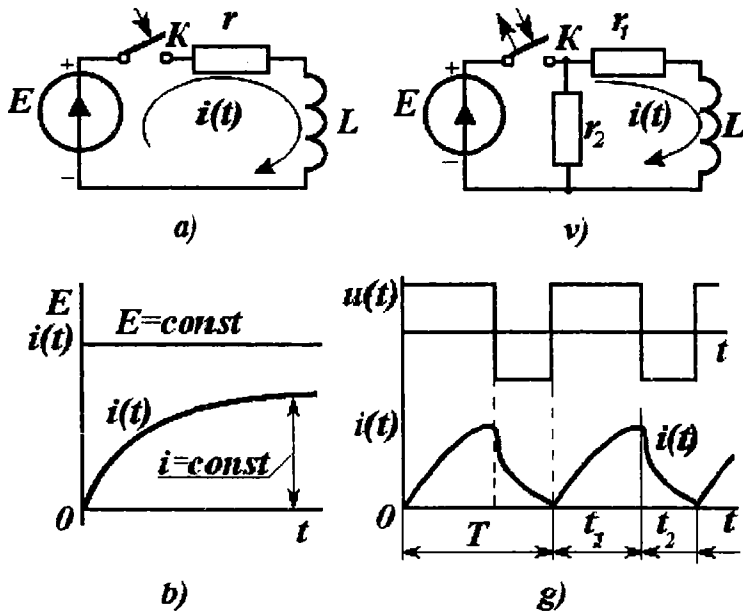 K r
+
E
i(t) L
−
a)
K r₁
+
E
r₂ i(t) L
−
v)
E
i(t) E=const
i(t)
i=const
0 t
b)
u(t)
t
i(t) i(t)
0 T t₁ t₂ t
g)